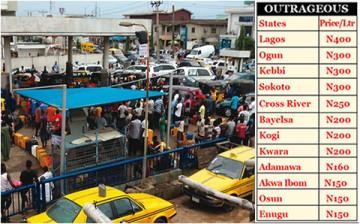 OUTRAGEOUS
States Price/Ltr
Lagos N400
Ogun N300
Kebbi N300
Sokoto N300
Cross River N250
Bayelsa N200
Kogi N200
Kwara N200
Adamawa N160
Akwa Ibom N150
Osun N150
Enugu N150